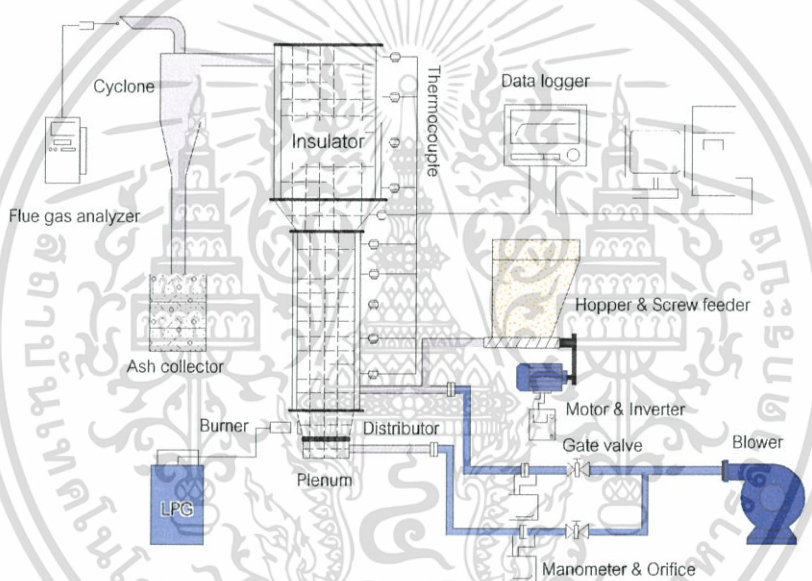 Cyclone
Thermocouple
Data logger
Insulator
Flue gas analyzer
Hopper & Screw feeder
Ash collector
Motor & Inverter
Burner
Distributor
Gate valve
Blower
Plenum
LPG
Manometer & Orifice